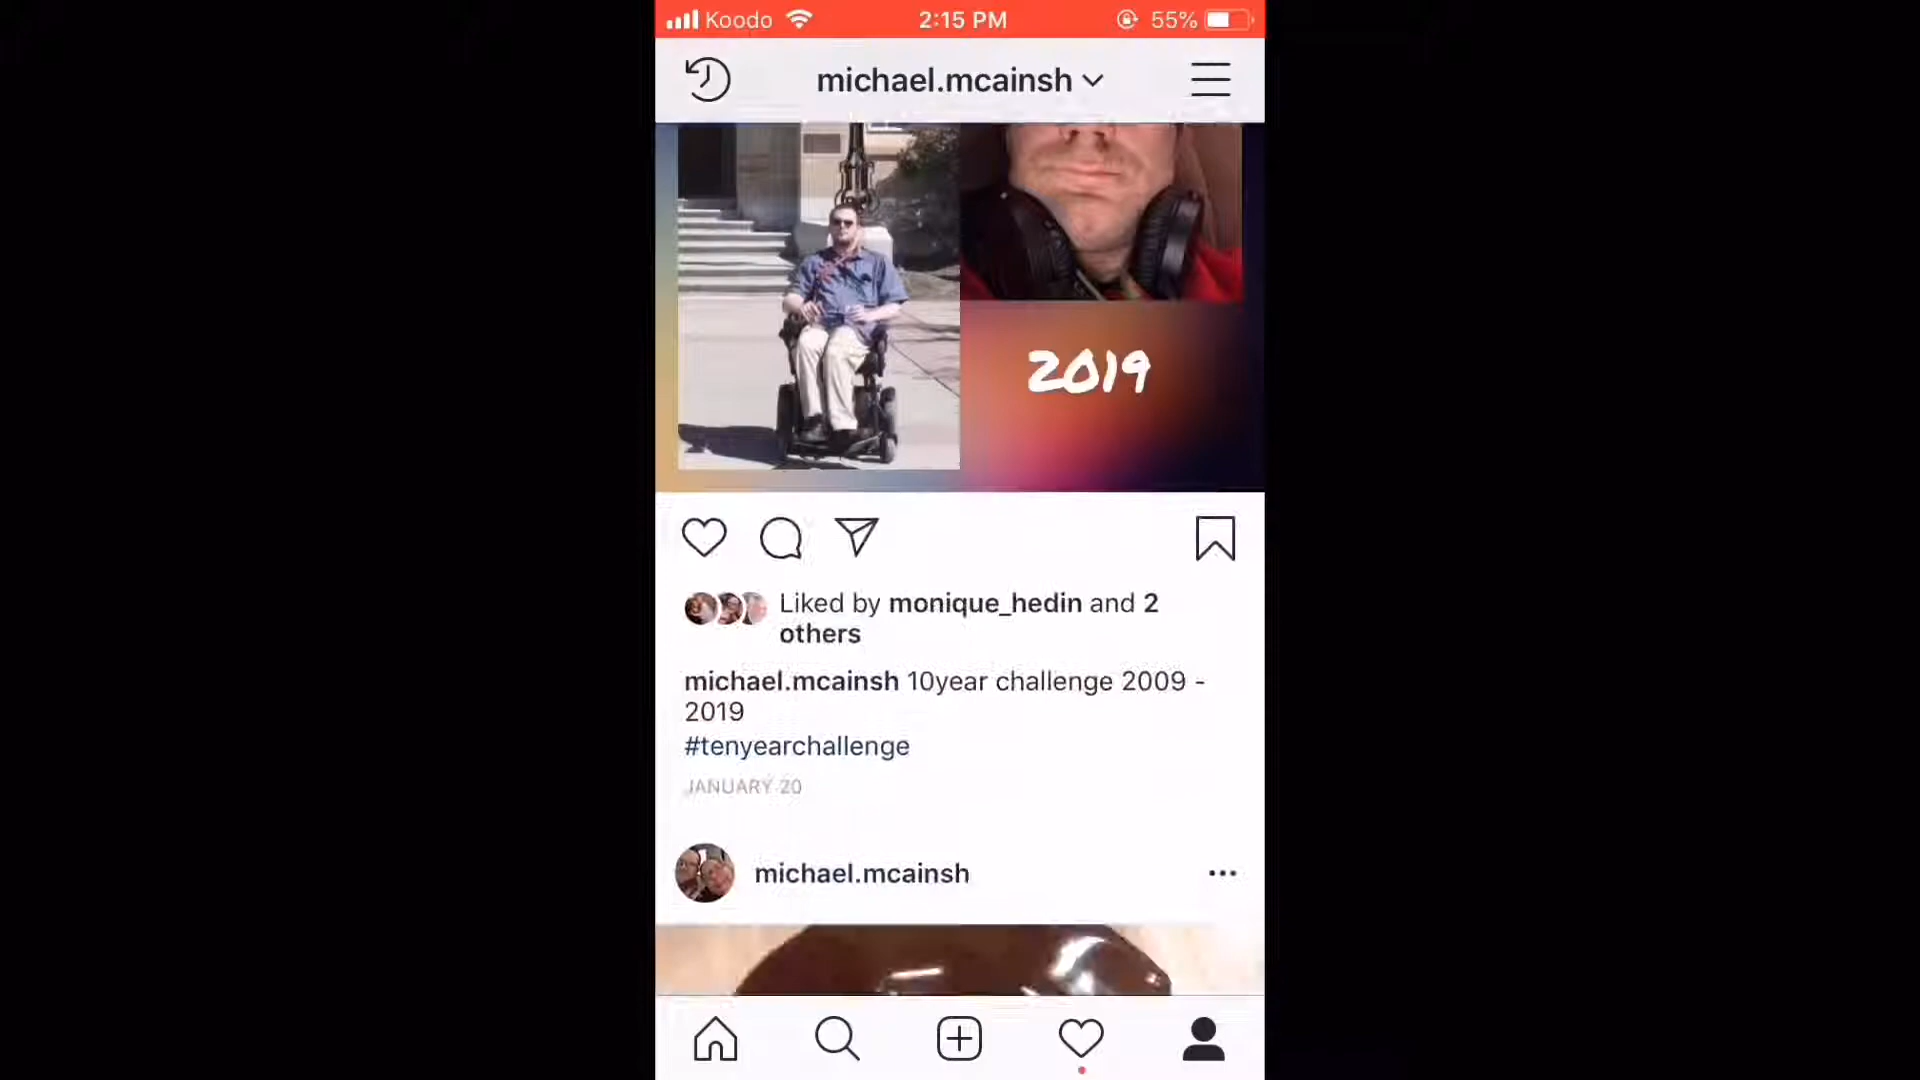 Koodo 2:15 PM 55%
michael.mcainsh
2019
Liked by monique_hedin and 2
others
michael.mcainsh 10year challenge 2009 -
2019
#tenyearchallenge
JANUARY 20
michael.mcainsh